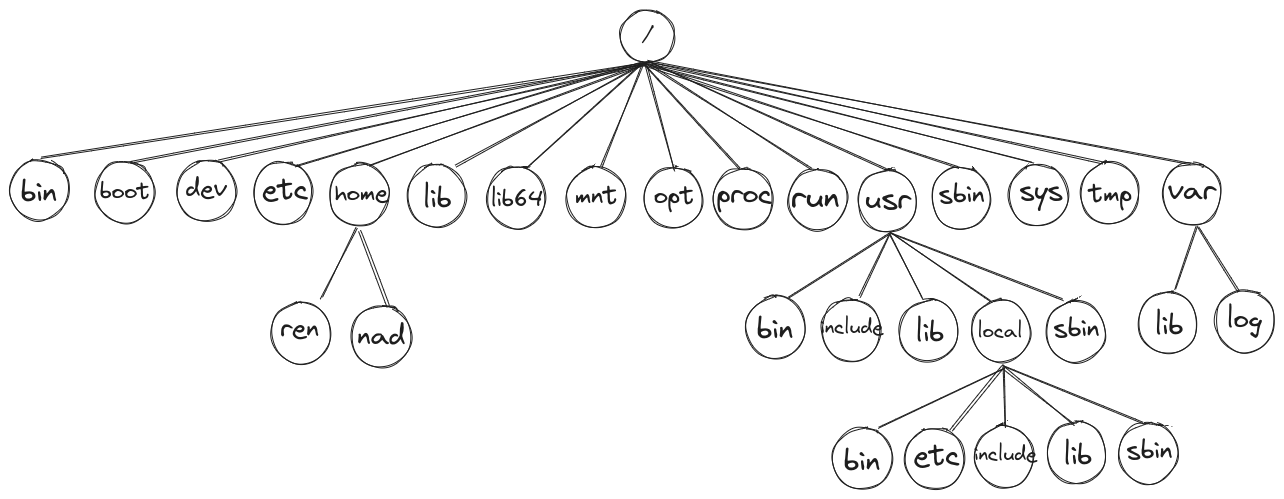 /
bin boot dev etc home lib lib64 mnt opt proc run usr sbin sys tmp var
ren nad bin include lib local sbin lib log
bin etc include lib sbin